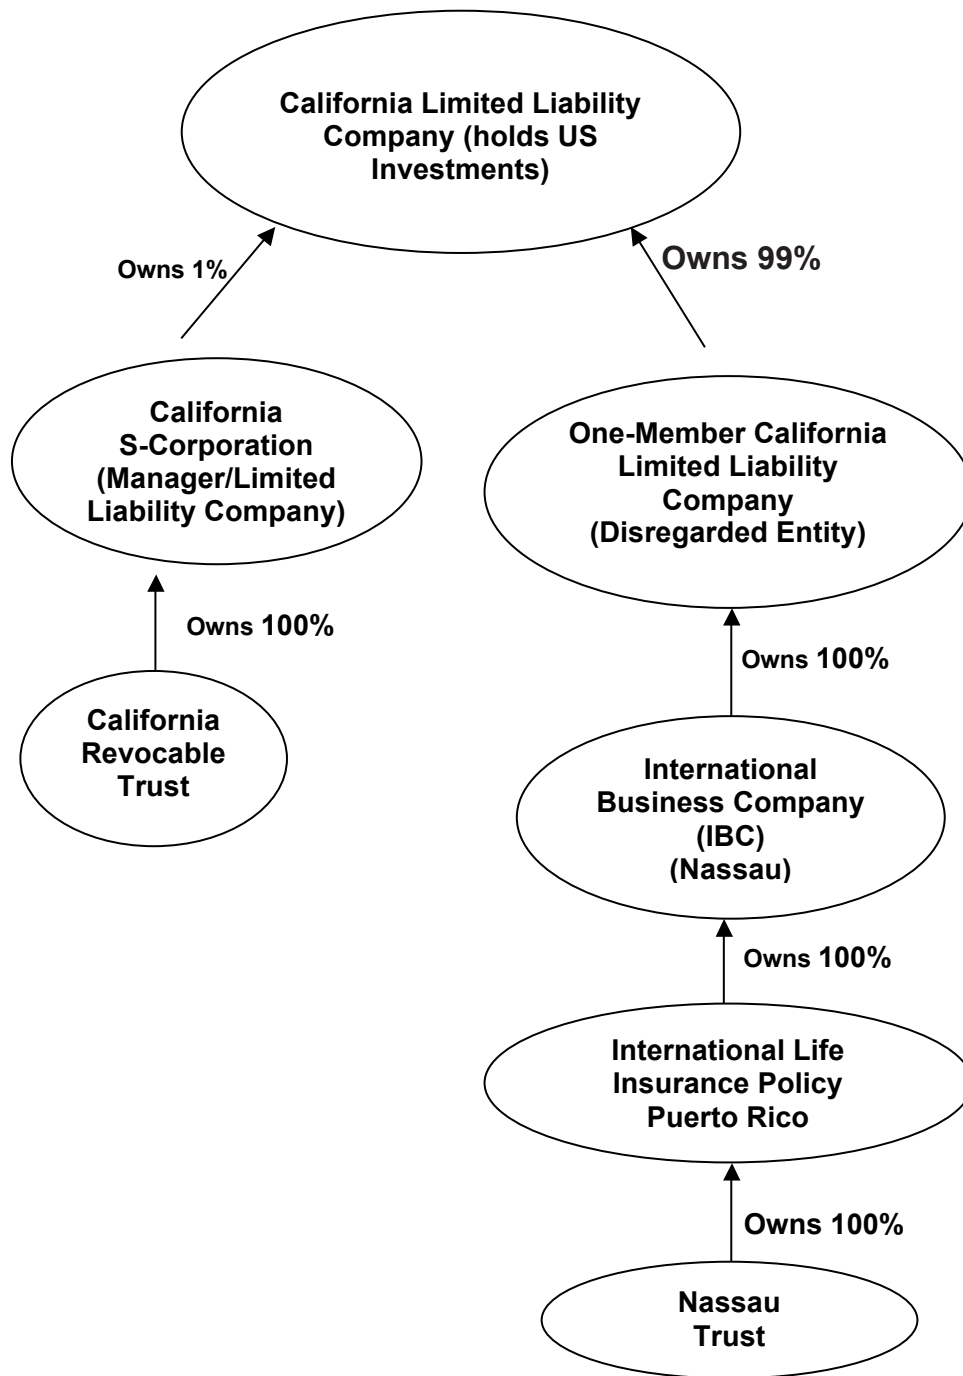 California Limited Liability
Company (holds US
Investments)
Owns 1%
Owns 99%
California
S-Corporation
(Manager/Limited
Liability Company)
One-Member California
Limited Liability
Company
(Disregarded Entity)
Owns 100%
Owns 100%
California
Revocable
Trust
International
Business Company
(IBC)
(Nassau)
Owns 100%
International Life
Insurance Policy
Puerto Rico
Owns 100%
Nassau
Trust